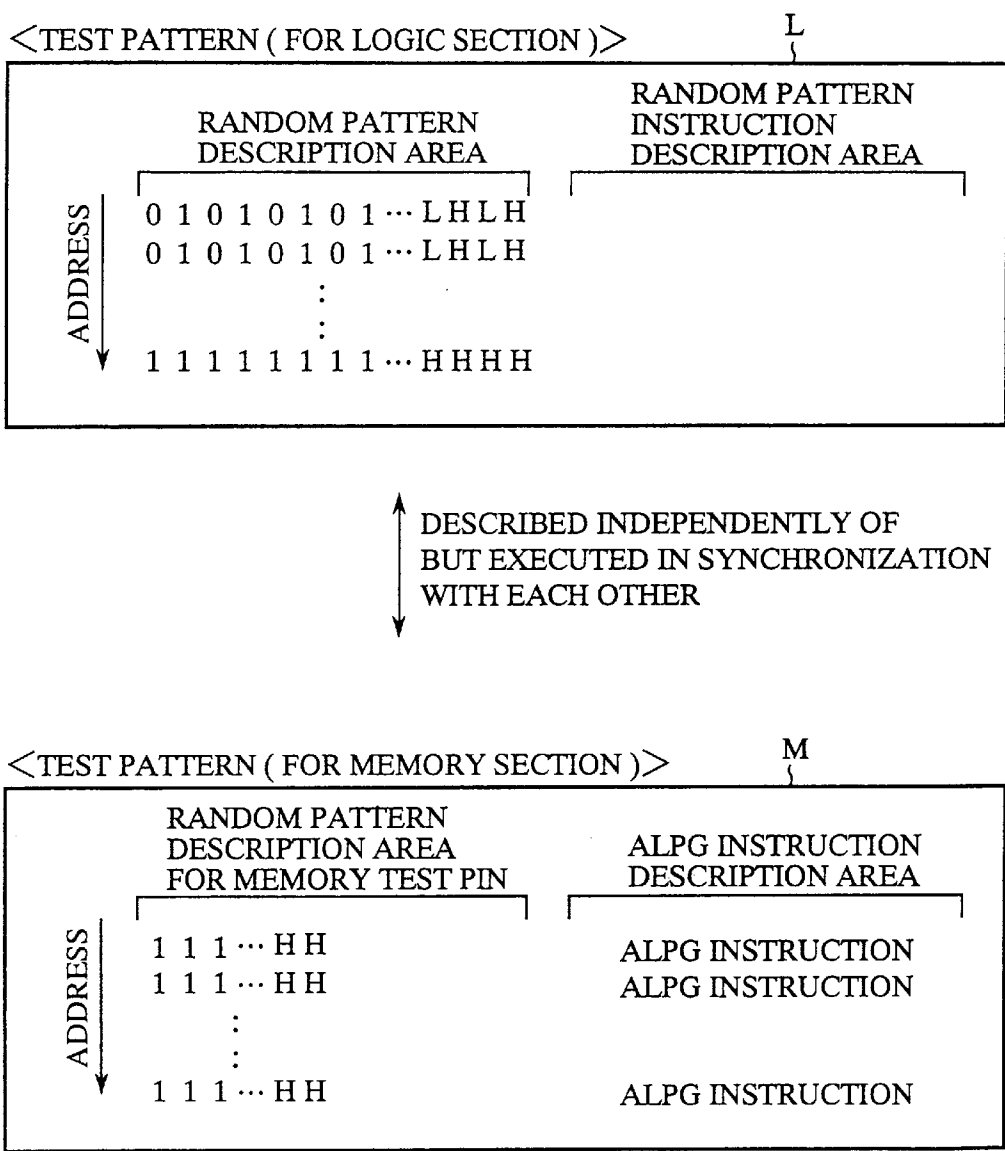 <TEST PATTERN ( FOR LOGIC SECTION )>
L
RANDOM PATTERN
DESCRIPTION AREA
RANDOM PATTERN
INSTRUCTION
DESCRIPTION AREA
ADDRESS
0 1 0 1 0 1 0 1 ··· L H L H
0 1 0 1 0 1 0 1 ··· L H L H
:
:
1 1 1 1 1 1 1 1 ··· H H H H
DESCRIBED INDEPENDENTLY OF
BUT EXECUTED IN SYNCHRONIZATION
WITH EACH OTHER
<TEST PATTERN ( FOR MEMORY SECTION )>
M
RANDOM PATTERN
DESCRIPTION AREA
FOR MEMORY TEST PIN
ALPG INSTRUCTION
DESCRIPTION AREA
ADDRESS
1 1 1 ··· H H
ALPG INSTRUCTION
1 1 1 ··· H H
ALPG INSTRUCTION
:
:
1 1 1 ··· H H
ALPG INSTRUCTION